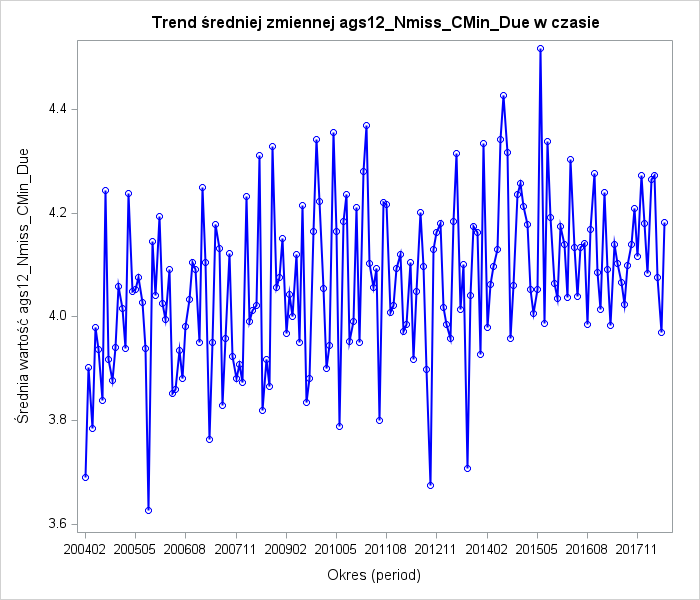 Trend średniej zmiennej ags12_Nmiss_CMin_Due w czasie
Średnia wartość ags12_Nmiss_CMin_Due
4.4
4.2
4.0
3.8
3.6
200402 200505 200608 200711 200902 201005 201108 201211 201402 201505 201608 201711
Okres (period)